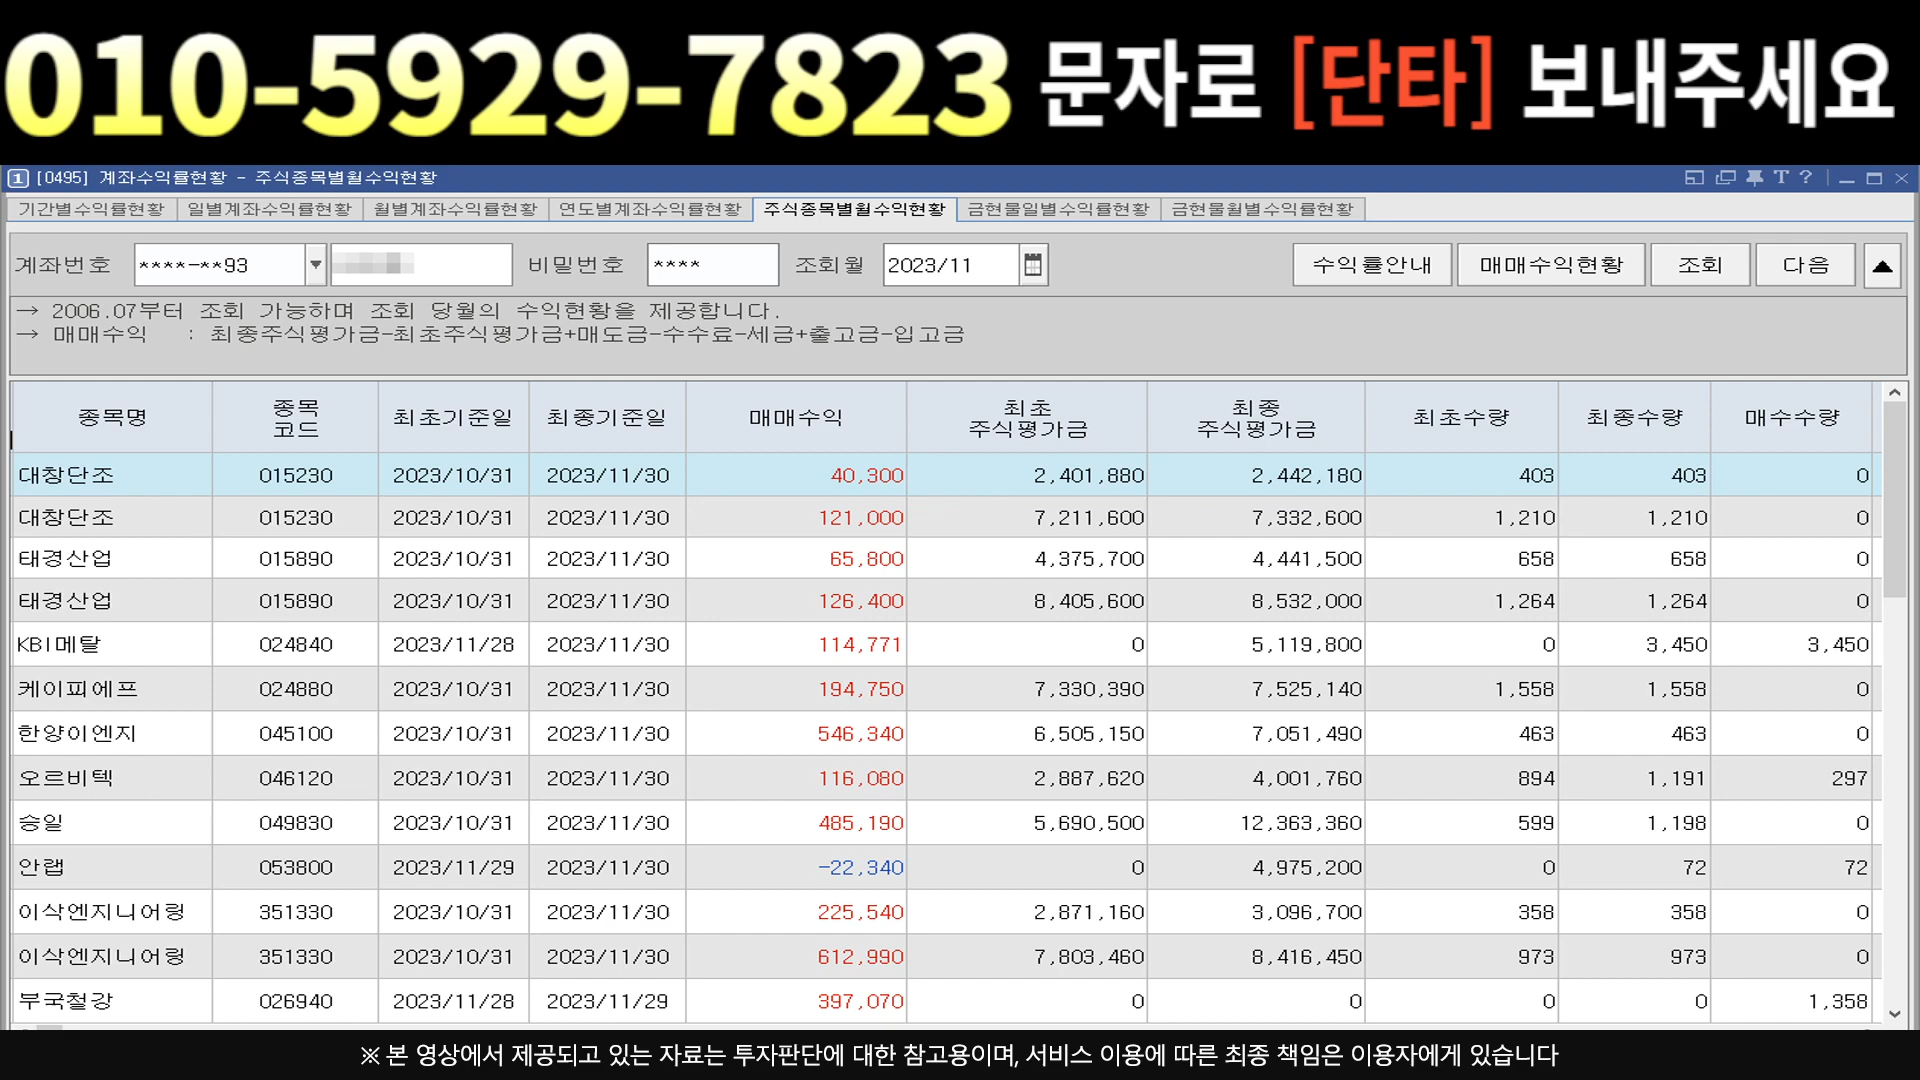 010-5929-7823 문자로 [단타] 보내주세요
1 [0495] 계좌수익률현황 - 주식종목별월수익현황
기간별수익률현황 일별계좌수익률현황 월별계좌수익률현황 연도별계좌수익률현황 주식종목별월수익현황 금현물일별수익률현황 금현물월별수익률현황
계좌번호 ****-**93 비밀번호 **** 조회월 2023/11 수익률안내 매매수익현황 조회 다음
→ 2006.07부터 조회 가능하며 조회 당월의 수익현황을 제공합니다.
→ 매매수익 : 최종주식평가금-최초주식평가금+매도금-수수료-세금+출고금-입고금
종목명 종목코드 최초기준일 최종기준일 매매수익 최초주식평가금 최종주식평가금 최초수량 최종수량 매수수량
대창단조 015230 2023/10/31 2023/11/30 40,300 2,401,880 2,442,180 403 403 0
대창단조 015230 2023/10/31 2023/11/30 121,000 7,211,600 7,332,600 1,210 1,210 0
태경산업 015890 2023/10/31 2023/11/30 65,800 4,375,700 4,441,500 658 658 0
태경산업 015890 2023/10/31 2023/11/30 126,400 8,405,600 8,532,000 1,264 1,264 0
KBI메탈 024840 2023/11/28 2023/11/30 114,771 0 5,119,800 0 3,450 3,450
케이피에프 024880 2023/10/31 2023/11/30 194,750 7,330,390 7,525,140 1,558 1,558 0
한양이엔지 045100 2023/10/31 2023/11/30 546,340 6,505,150 7,051,490 463 463 0
오르비텍 046120 2023/10/31 2023/11/30 116,080 2,887,620 4,001,760 894 1,191 297
승일 049830 2023/10/31 2023/11/30 485,190 5,690,500 12,363,360 599 1,198 0
안랩 053800 2023/11/29 2023/11/30 -22,340 0 4,975,200 0 72 72
이삭엔지니어링 351330 2023/10/31 2023/11/30 225,540 2,871,160 3,096,700 358 358 0
이삭엔지니어링 351330 2023/10/31 2023/11/30 612,990 7,803,460 8,416,450 973 973 0
부국철강 026940 2023/11/28 2023/11/29 397,070 0 0 0 0 1,358
※ 본 영상에서 제공되고 있는 자료는 투자판단에 대한 참고용이며, 서비스 이용에 따른 최종 책임은 이용자에게 있습니다